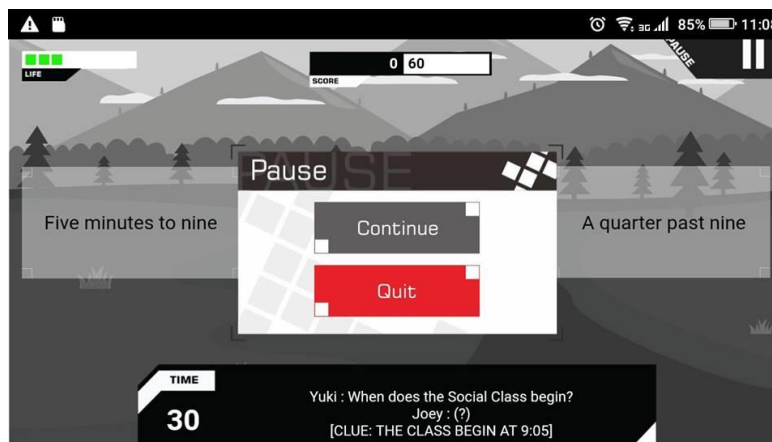 85% 11:08
LIFE
0 60
SCORE
PAUSE
Pause
Five minutes to nine
Continue
A quarter past nine
Quit
TIME
30
Yuki : When does the Social Class begin?
Joey : (?)
[CLUE: THE CLASS BEGIN AT 9:05]